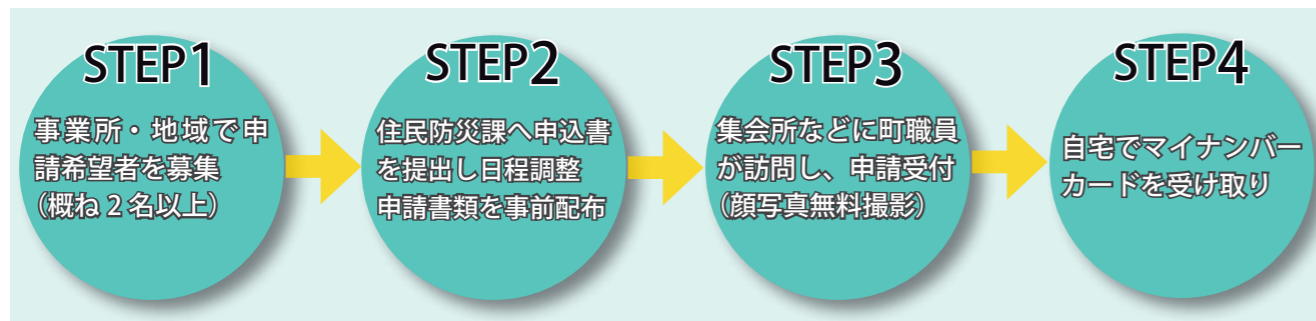 STEP1
事業所・地域で申
請希望者を募集
（概ね２名以上）
STEP2
住民防災課へ申込書
を提出し日程調整
申請書類を事前配布
STEP3
集会所などに町職員
が訪問し、申請受付
（顔写真無料撮影）
STEP4
自宅でマイナンバー
カードを受け取り